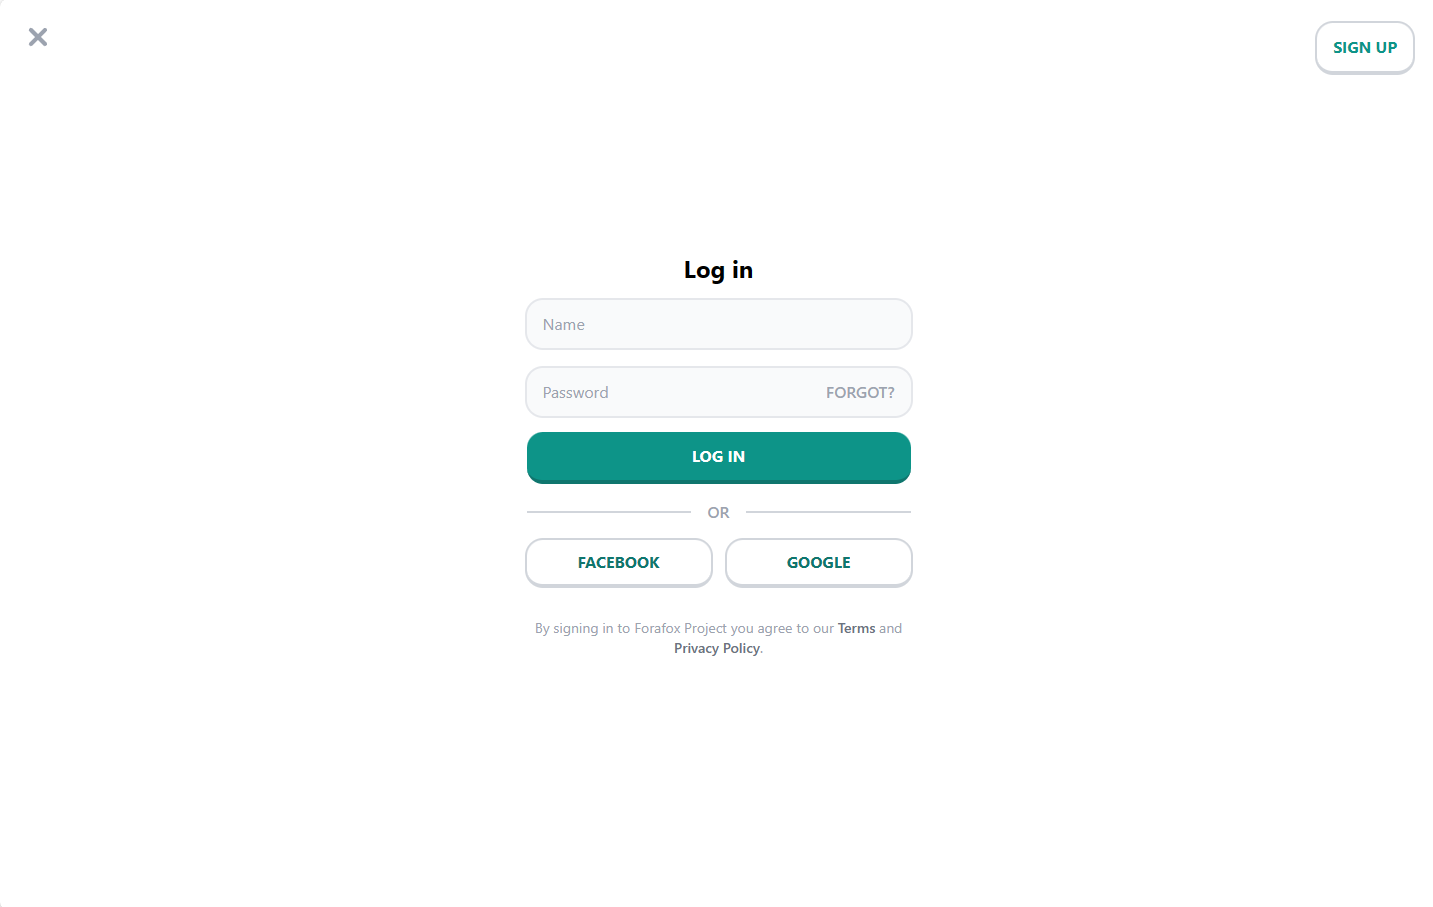 SIGN UP
Log in
Name
Password FORGOT?
LOG IN
OR
FACEBOOK GOOGLE
By signing in to Forafox Project you agree to our Terms and
Privacy Policy.